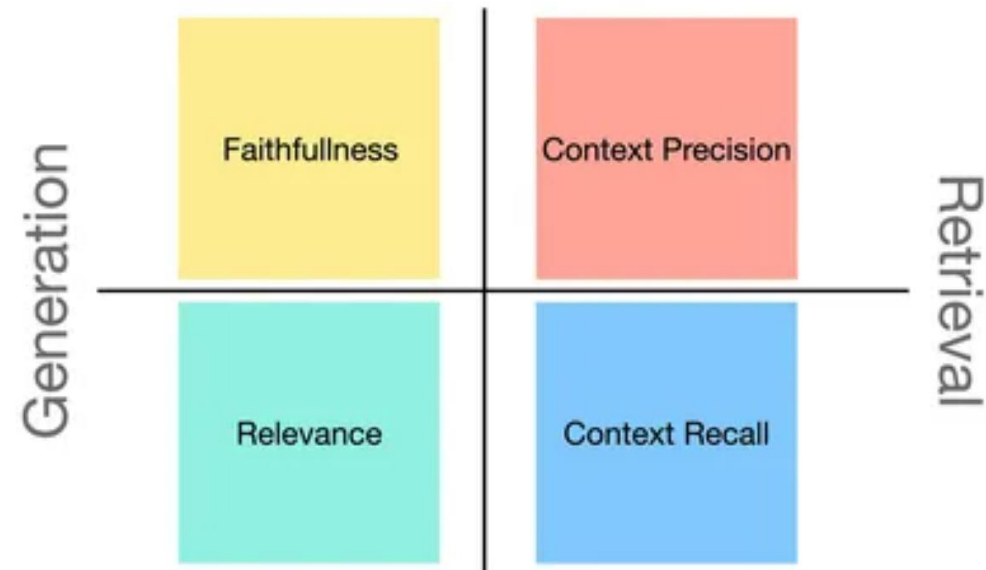 Generation
Faithfullness
Context Precision
Relevance
Context Recall
Retrieval